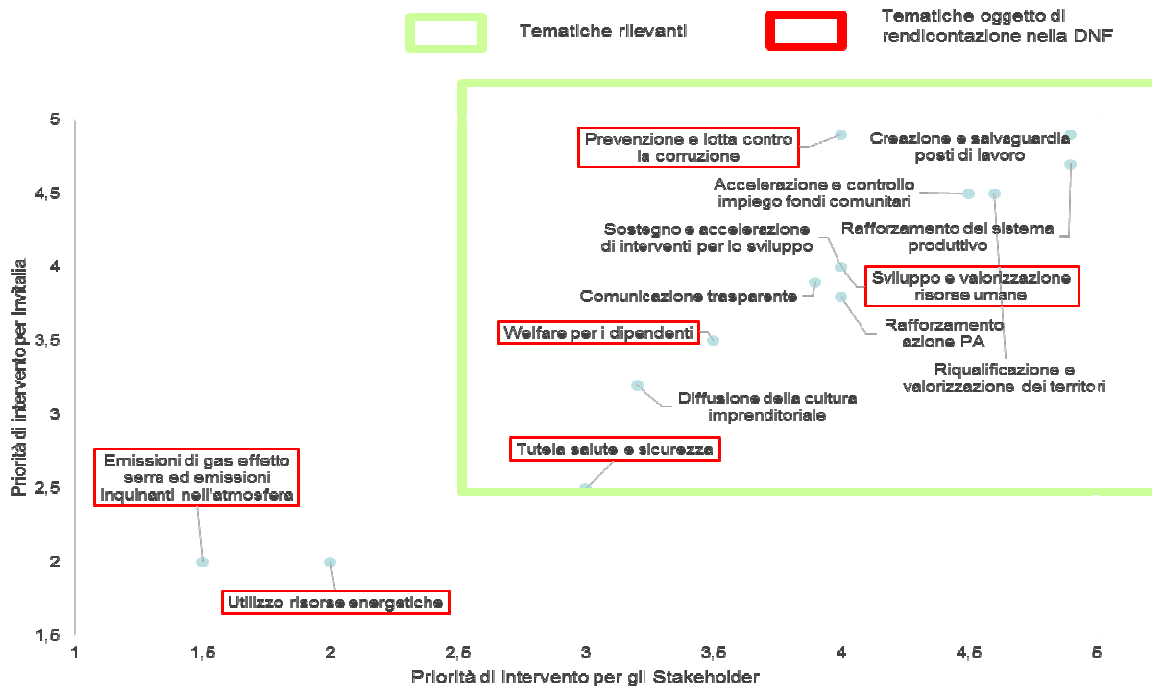 Tematiche rilevanti
Tematiche oggetto di
rendicontazione nella DNF
Priorità di intervento per Invitalia
5
4,5
4
3,5
3
2,5
2
1,5
Prevenzione e lotta contro
la corruzione
Creazione e salvaguardia
posti di lavoro
Accelerazione e controllo
impiego fondi comunitari
Sostegno e accelerazione
di interventi per lo sviluppo
Rafforzamento del sistema
produttivo
Sviluppo e valorizzazione
risorse umane
Comunicazione trasparente
Welfare per i dipendenti
Rafforzamento
azione PA
Riqualificazione e
valorizzazione dei territori
Diffusione della cultura
imprenditoriale
Tutela salute e sicurezza
Emissioni di gas effetto
serra ed emissioni
inquinanti nell'atmosfera
Utilizzo risorse energetiche
1
1,5
2
2,5
3
3,5
4
4,5
5
Priorità di intervento per gli Stakeholder